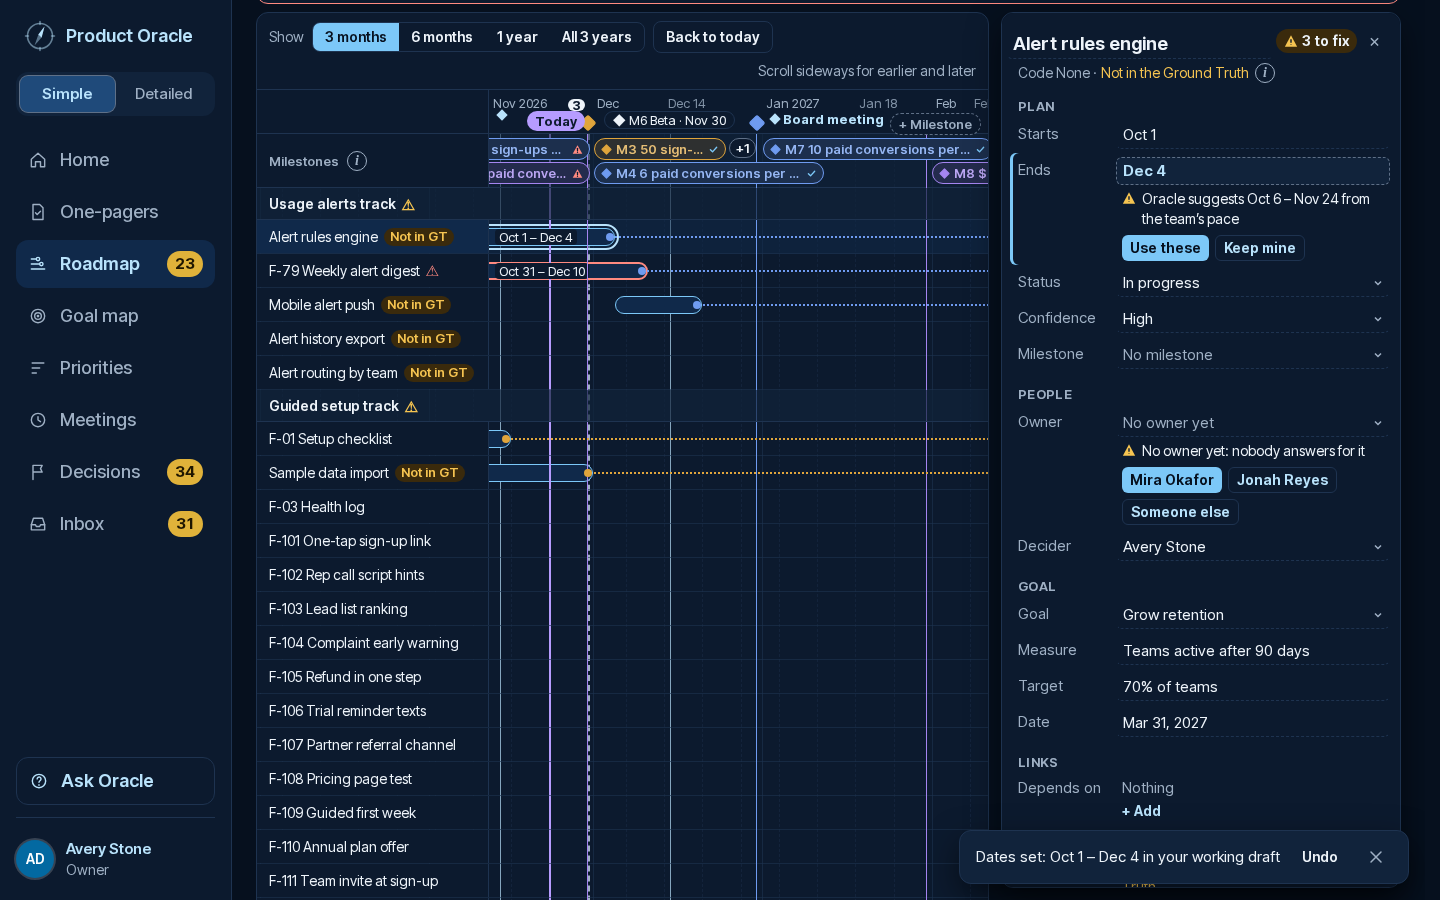 Product Oracle
Simple
Detailed
Home
One-pagers
Roadmap 23
Goal map
Priorities
Meetings
Decisions 34
Inbox 31
Ask Oracle
AD
Avery Stone
Owner
Show
3 months
6 months
1 year
All 3 years
Back to today
Scroll sideways for earlier and later
Nov 2026
3
Dec
Dec 14
Jan 2027
Jan 18
Feb
Today
M6 Beta · Nov 30
Board meeting
+ Milestone
Milestones i
sign-ups ...
M3 50 sign-...
+1
M7 10 paid conversions per...
paid conve...
M4 6 paid conversions per ...
M8 $
Usage alerts track
Alert rules engine Not in GT
Oct 1 – Dec 4
F-79 Weekly alert digest
Oct 31 – Dec 10
Mobile alert push Not in GT
Alert history export Not in GT
Alert routing by team Not in GT
Guided setup track
F-01 Setup checklist
Sample data import Not in GT
F-03 Health log
F-101 One-tap sign-up link
F-102 Rep call script hints
F-103 Lead list ranking
F-104 Complaint early warning
F-105 Refund in one step
F-106 Trial reminder texts
F-107 Partner referral channel
F-108 Pricing page test
F-109 Guided first week
F-110 Annual plan offer
F-111 Team invite at sign-up
Alert rules engine
3 to fix
×
Code None · Not in the Ground Truth i
PLAN
Starts
Oct 1
Ends
Dec 4
Oracle suggests Oct 6 – Nov 24 from
the team's pace
Use these
Keep mine
Status
In progress
Confidence
High
Milestone
No milestone
PEOPLE
Owner
No owner yet
No owner yet: nobody answers for it
Mira Okafor
Jonah Reyes
Someone else
Decider
Avery Stone
GOAL
Goal
Grow retention
Measure
Teams active after 90 days
Target
70% of teams
Date
Mar 31, 2027
LINKS
Depends on
Nothing
+ Add
Dates set: Oct 1 – Dec 4 in your working draft
Undo